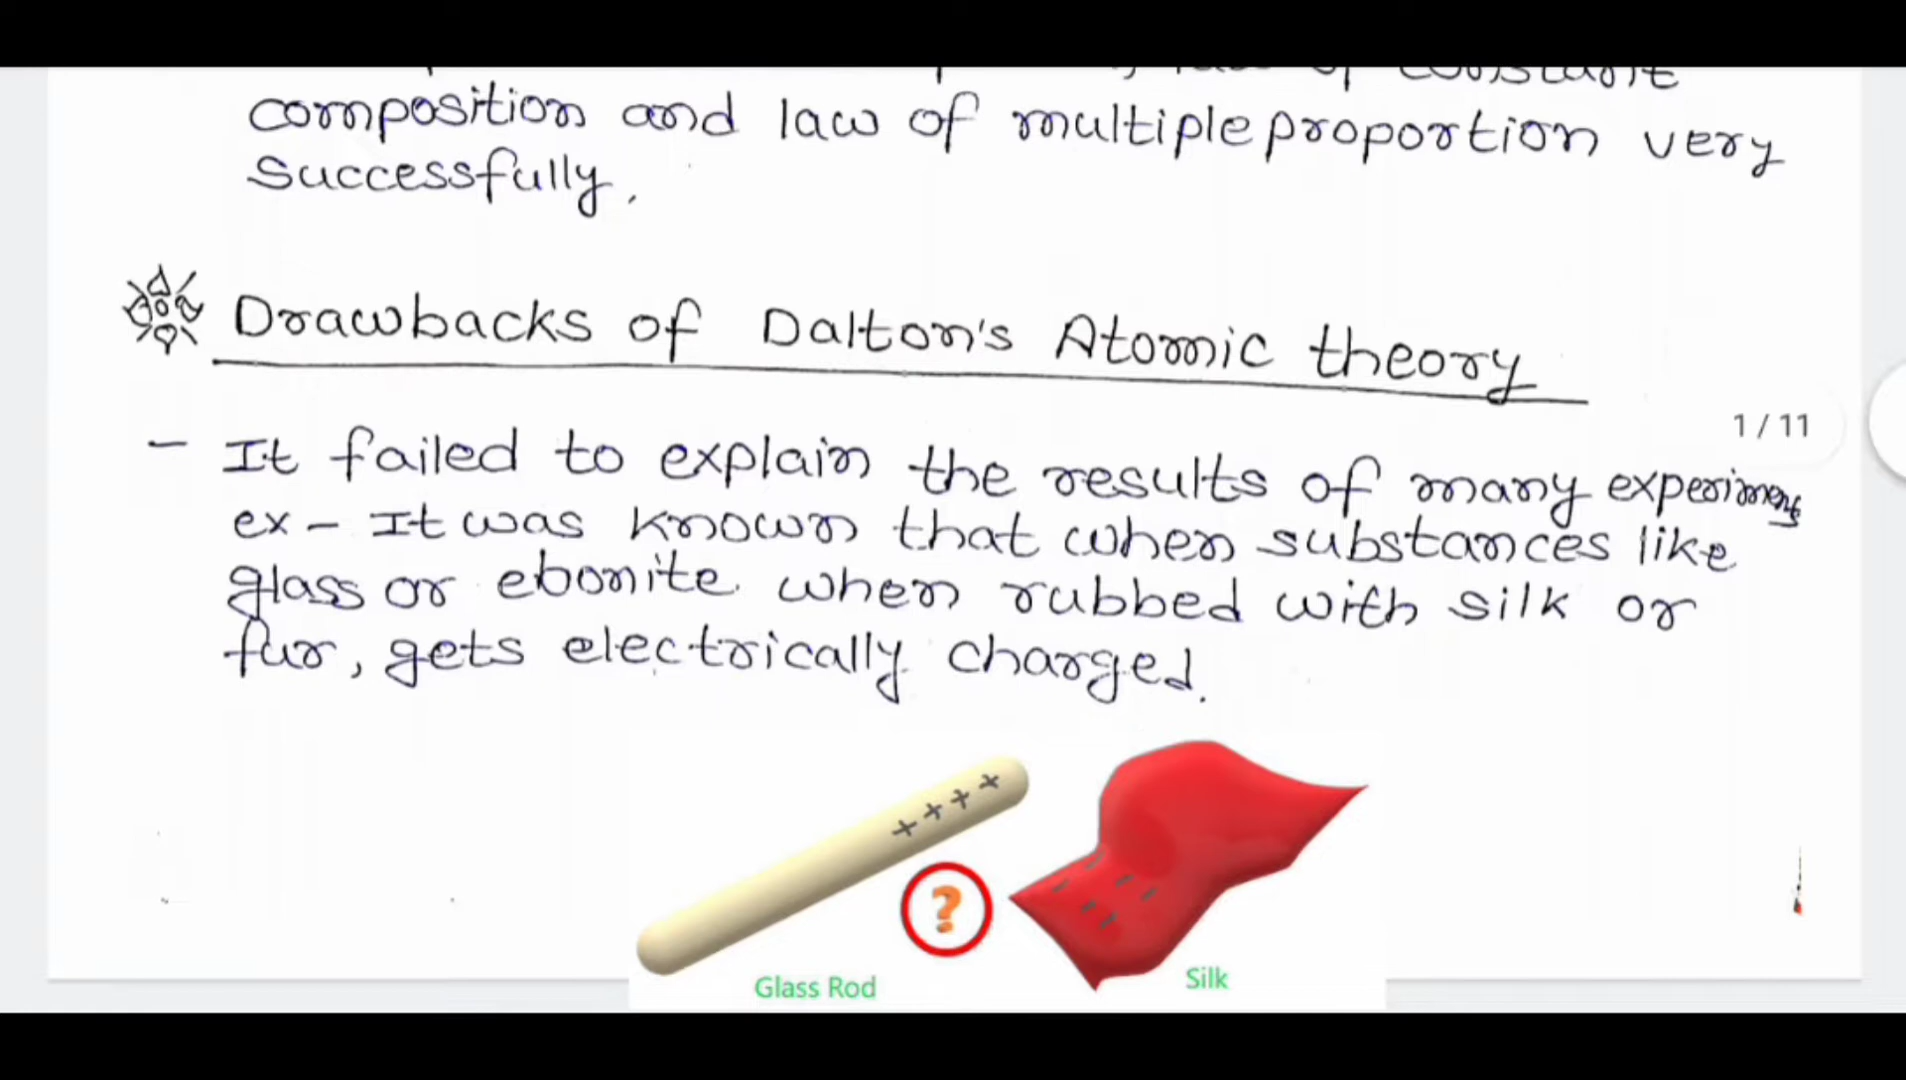 of constant
composition and law of multiple proportion very
successfully.
Drawbacks of Dalton's Atomic theory
1 / 11
- It failed to explain the results of many experiments
ex - It was known that when substances like
glass or ebonite when rubbed with silk or
fur, gets electrically charged.
+ + + +
?
Glass Rod
Silk